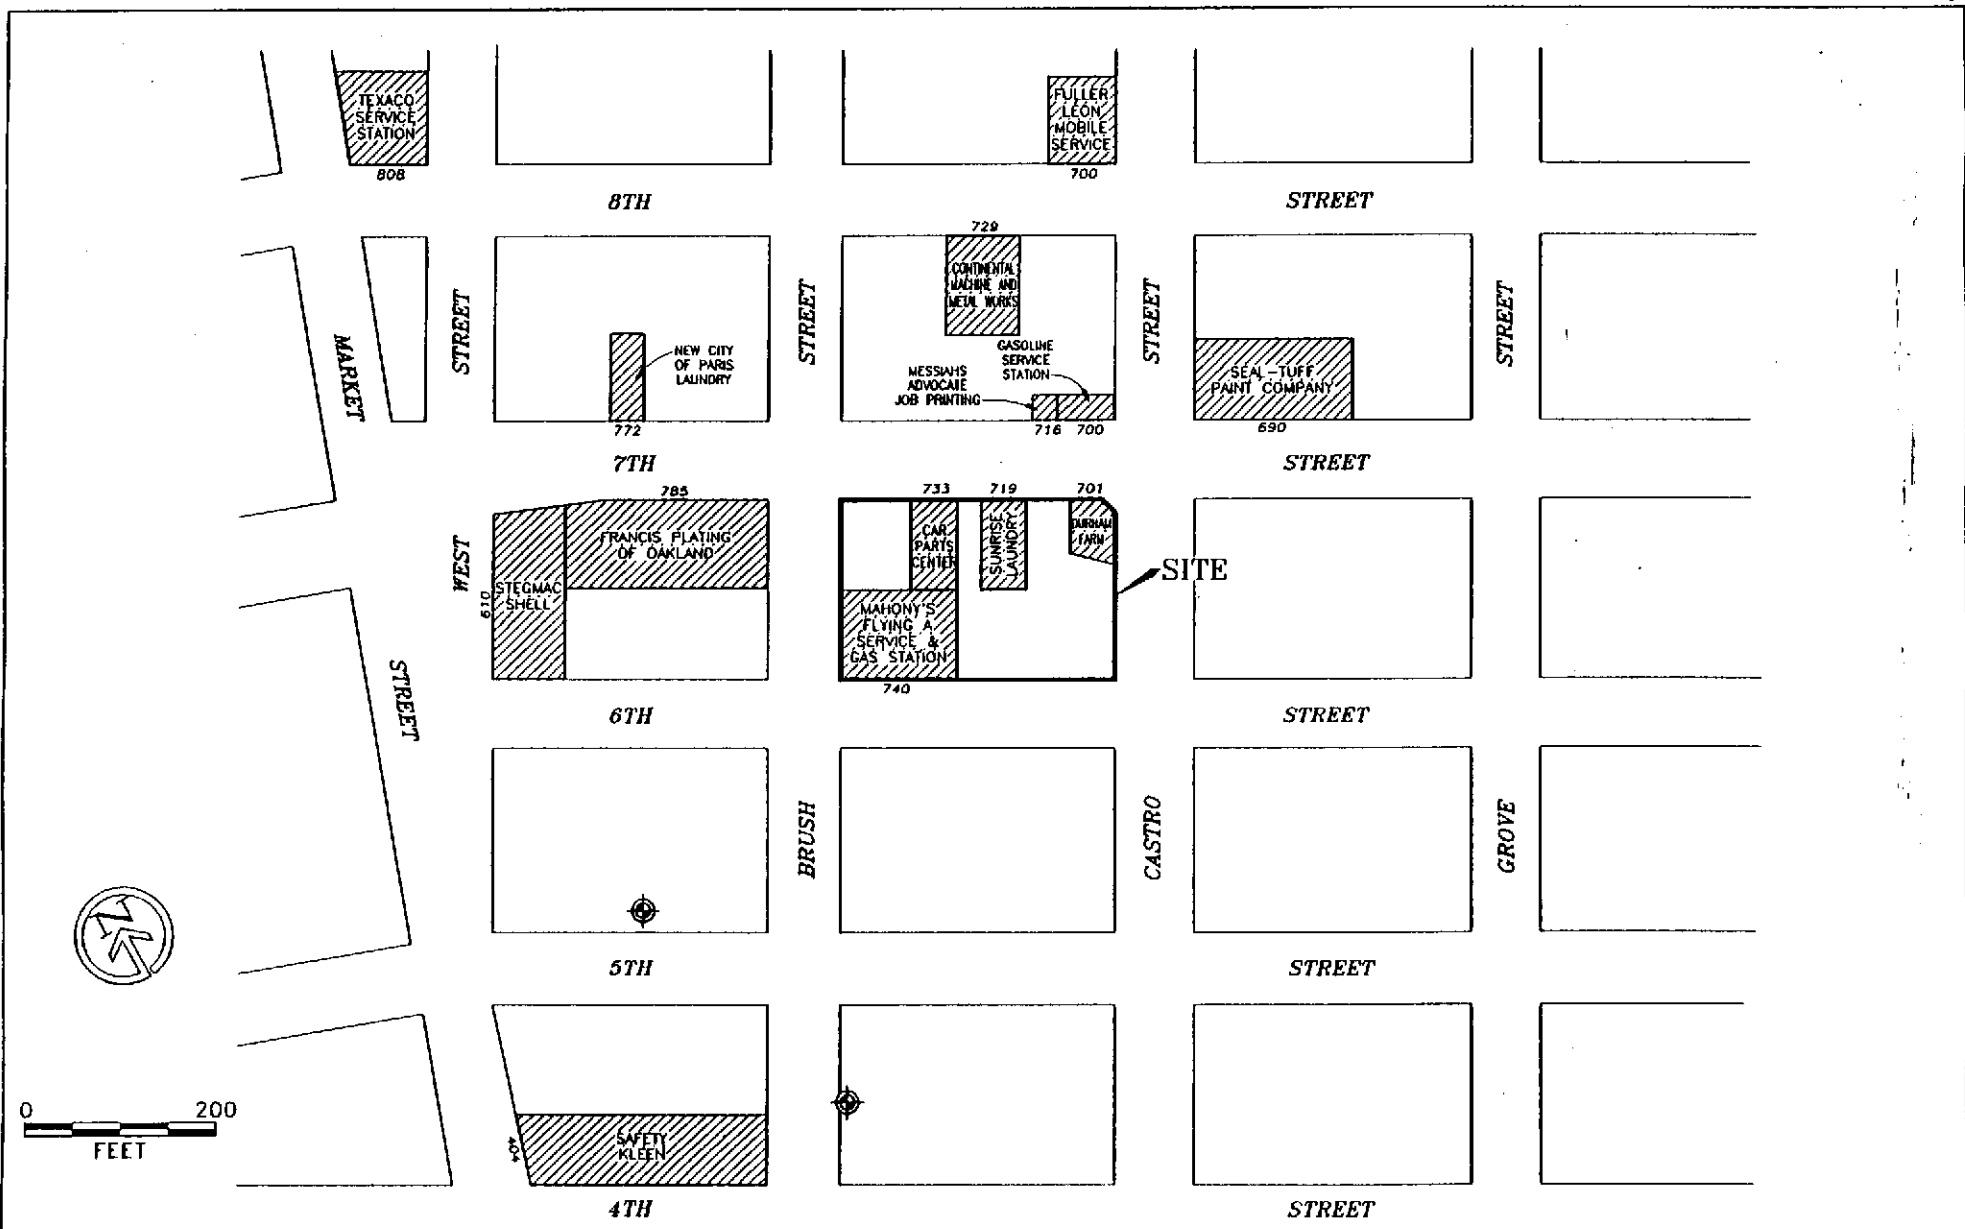 TEXACO
SERVICE
STATION
808
FULLER
LEON
MOBILE
SERVICE
700
8TH
STREET
MARKET
STREET
STREET
STREET
STREET
729
CONTINENTAL
MACHINE AND
METAL WORKS
NEW CITY
OF PARIS
LAUNDRY
772
MESSIAHS
ADVOCATE
JOB PRINTING
GASOLINE
SERVICE
STATION
716
700
SEAL-TUFF
PAINT COMPANY
690
7TH
STREET
WEST
610
STEGMAC
SHELL
785
FRANCIS PLATING
OF OAKLAND
733
CAR
PARTS
CENTER
719
SUNRISE
LAUNDRY
701
DURHAM
FARM
SITE
MAHONY'S
FLYING A
SERVICE &
GAS STATION
740
STREET
6TH
STREET
BRUSH
CASTRO
GROVE
N
5TH
STREET
0 200
FEET
404
SAFETY
KLEEN
4TH
STREET